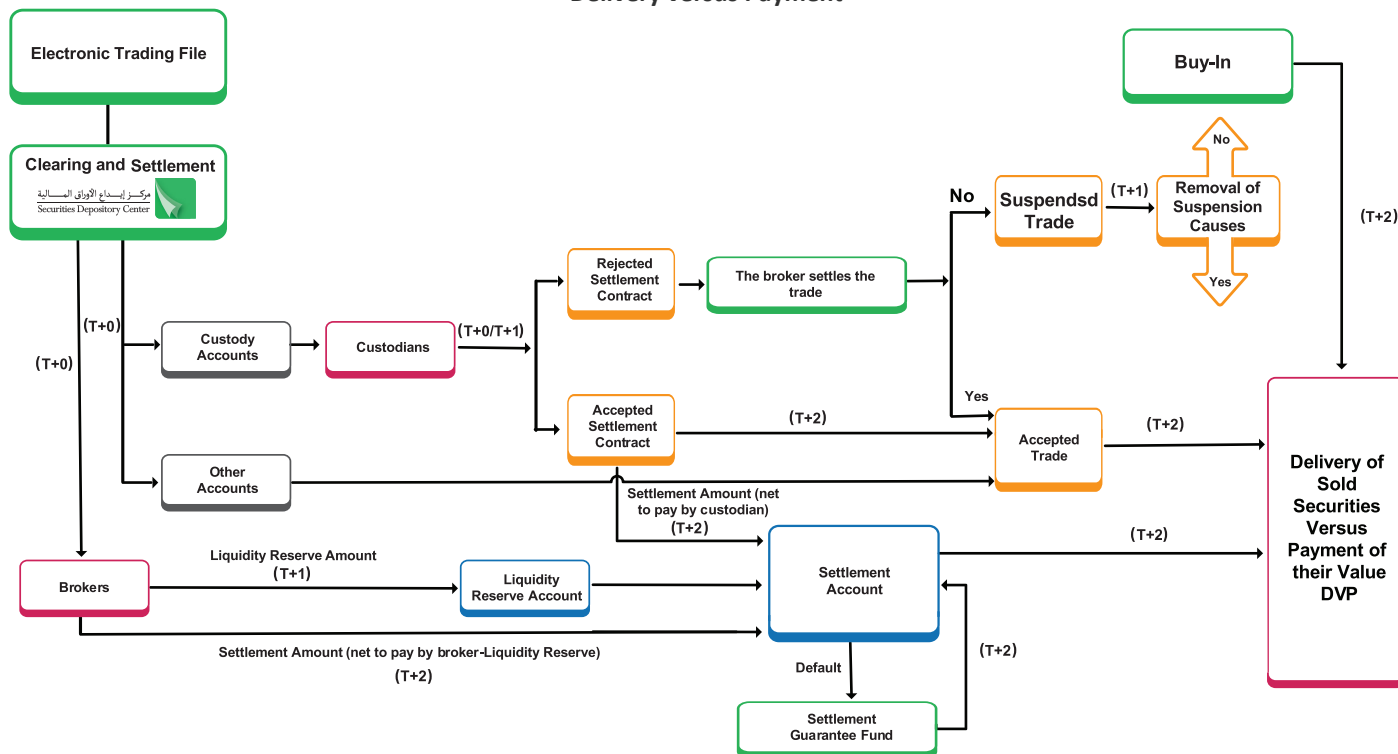 Delivery Versus Payment
Electronic Trading File
Clearing and Settlement
مركز إيداع الأوراق المالية
Securities Depository Center
Buy-In
No
Removal of
Suspension
Causes
Yes
(T+1)
Suspendsd
Trade
No
(T+2)
Rejected
Settlement
Contract
The broker settles the
trade
(T+0)
(T+0)
Custody
Accounts
Custodians
(T+0/T+1)
Accepted
Settlement
Contract
(T+2)
Yes
Accepted
Trade
(T+2)
Other
Accounts
Settlement Amount (net
to pay by custodian)
(T+2)
Delivery of
Sold
Securities
Versus
Payment of
their Value
DVP
Brokers
Liquidity Reserve Amount
(T+1)
Liquidity
Reserve Account
Settlement
Account
(T+2)
Settlement Amount (net to pay by broker-Liquidity Reserve)
(T+2)
Default
(T+2)
Settlement
Guarantee Fund